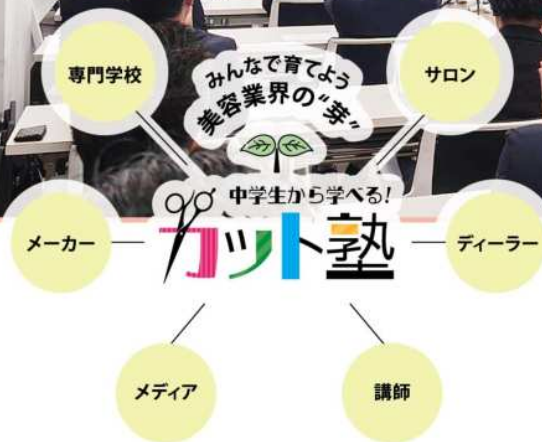 専門学校
みんなで育てよう
美容業界の“芽”
サロン
中学生から学べる!
カット塾
メーカー
ディーラー
メディア
講師